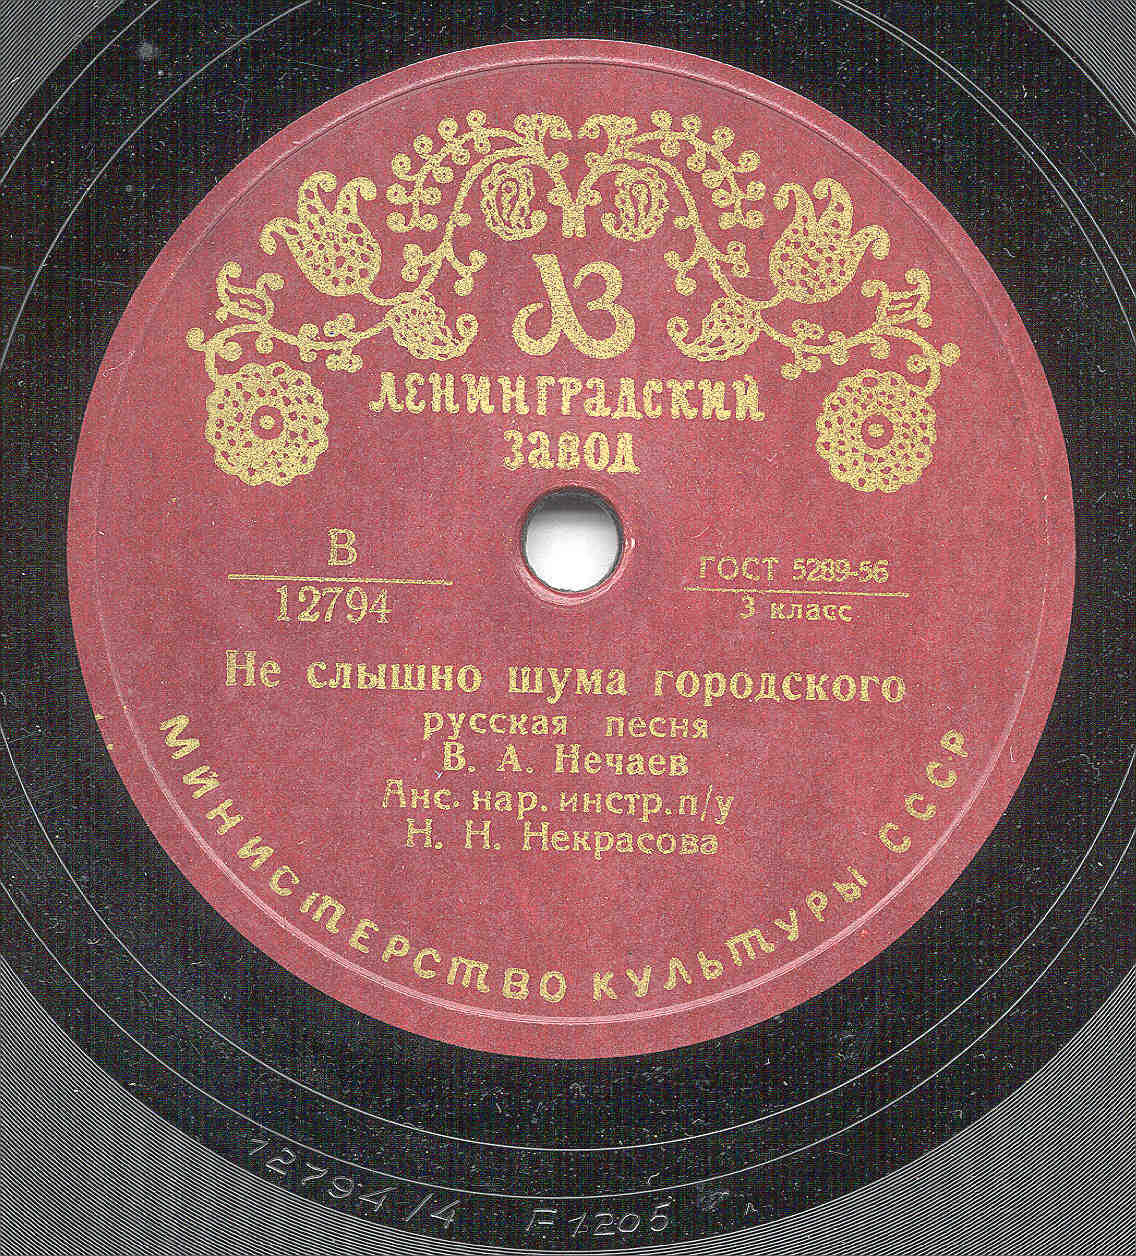 ЛЗ
ЛЕНИНГРАДСКИЙ
ЗАВОД
В
12794
ГОСТ 5289-56
3 класс
Не слышно шума городского
русская песня
В. А. Нечаев
Анс. нар. инстр. п/у
Н. Н. Некрасова
МИНИСТЕРСТВО КУЛЬТУРЫ СССР
12794/4 F1205